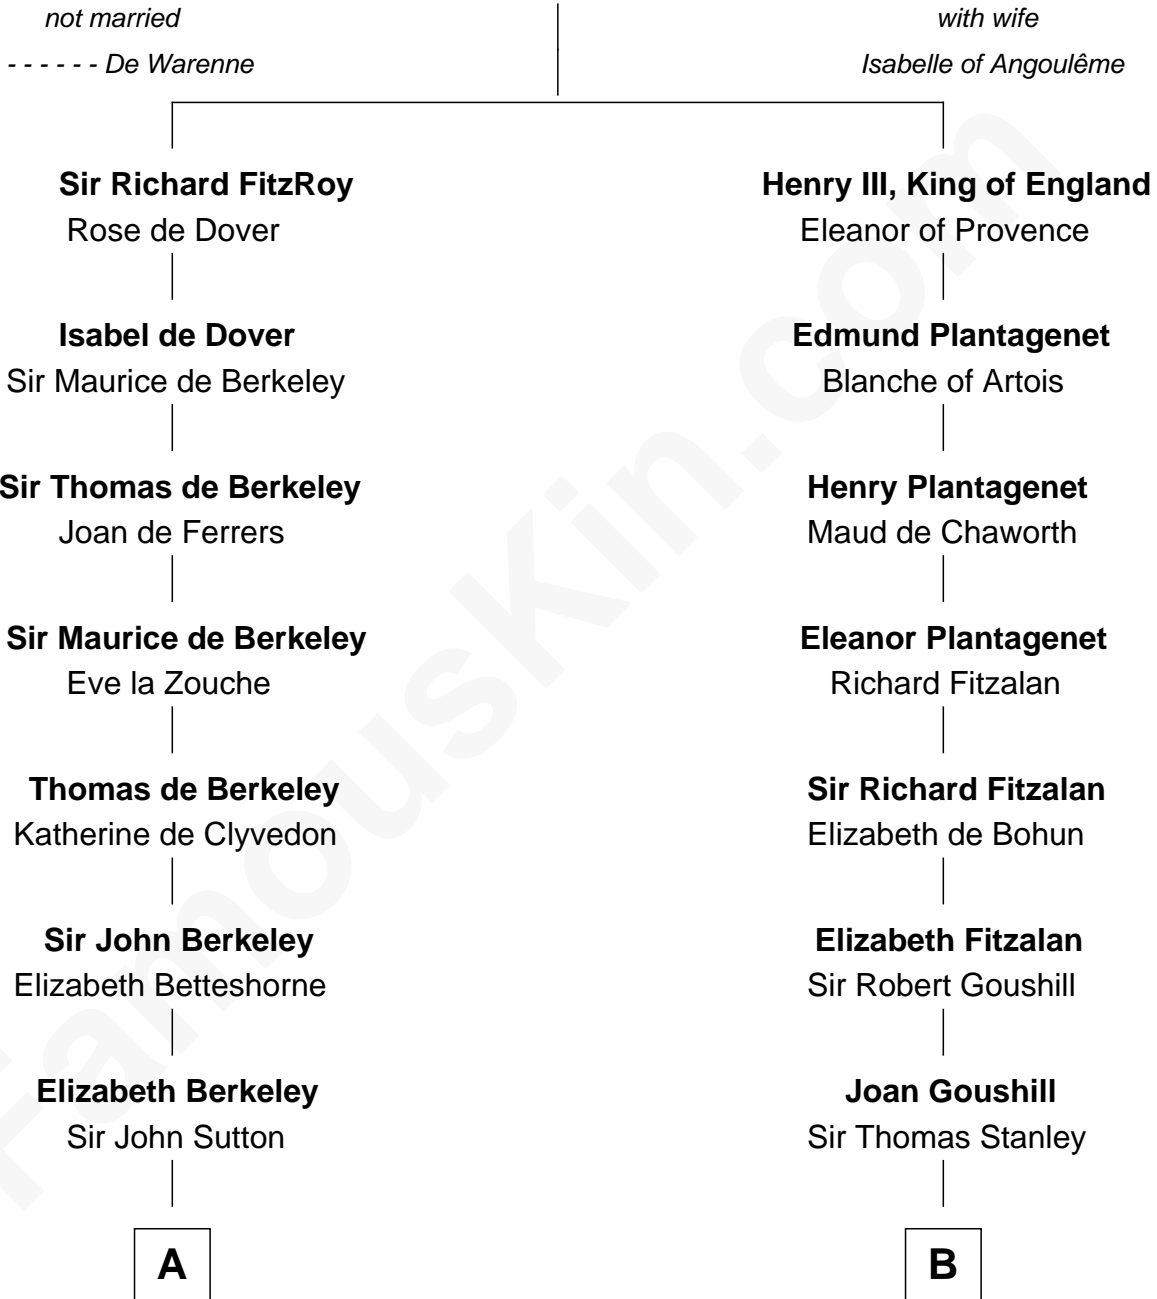 not married
- - - - - - De Warenne
with wife
Isabelle of Angoulême
Sir Richard FitzRoy
Rose de Dover
Isabel de Dover
Sir Maurice de Berkeley
Sir Thomas de Berkeley
Joan de Ferrers
Sir Maurice de Berkeley
Eve la Zouche
Thomas de Berkeley
Katherine de Clyvedon
Sir John Berkeley
Elizabeth Betteshorne
Elizabeth Berkeley
Sir John Sutton
A
Henry III, King of England
Eleanor of Provence
Edmund Plantagenet
Blanche of Artois
Henry Plantagenet
Maud de Chaworth
Eleanor Plantagenet
Richard Fitzalan
Sir Richard Fitzalan
Elizabeth de Bohun
Elizabeth Fitzalan
Sir Robert Goushill
Joan Goushill
Sir Thomas Stanley
B
FamousKin.com